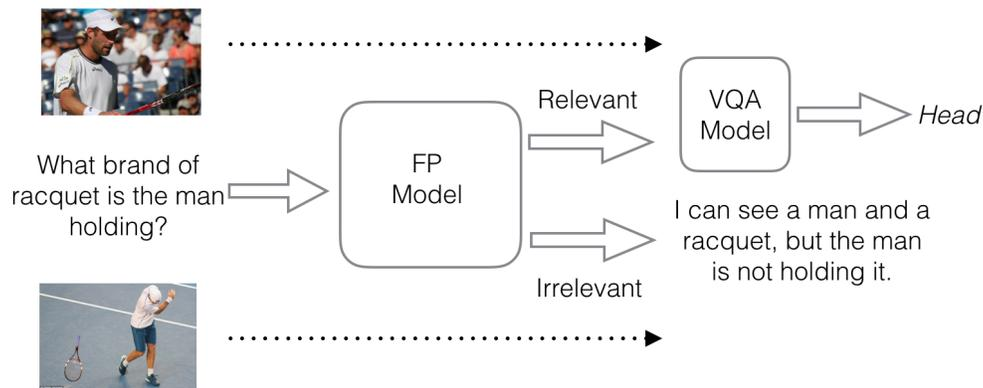 What brand of
racquet is the man
holding?
FP
Model
Relevant
Irrelevant
VQA
Model
Head
I can see a man and a
racquet, but the man
is not holding it.